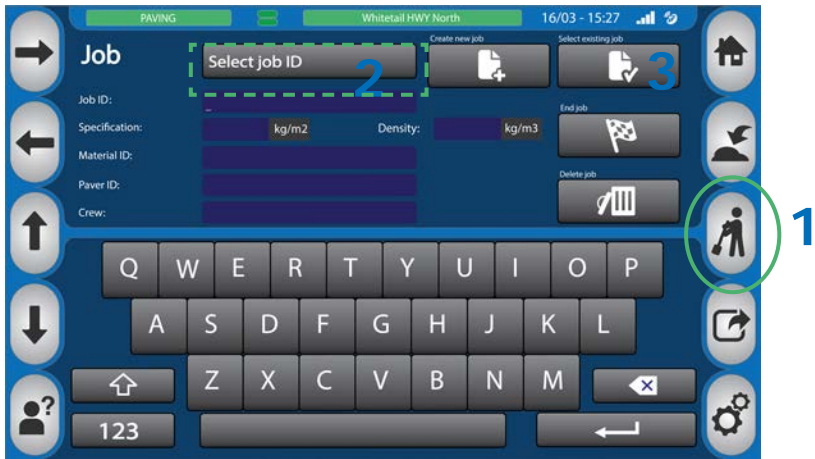 PAVING
Whitetail HWY North
16/03 - 15:27
Job
Select job ID
2
Create new job
Select existing job
3
Job ID:
_
End job
Specification:
kg/m2
Density:
kg/m3
Material ID:
Delete job
Paver ID:
Crew:
1
Q W E R T Y U I O P
A S D F G H J K L
Z X C V B N M
?
123